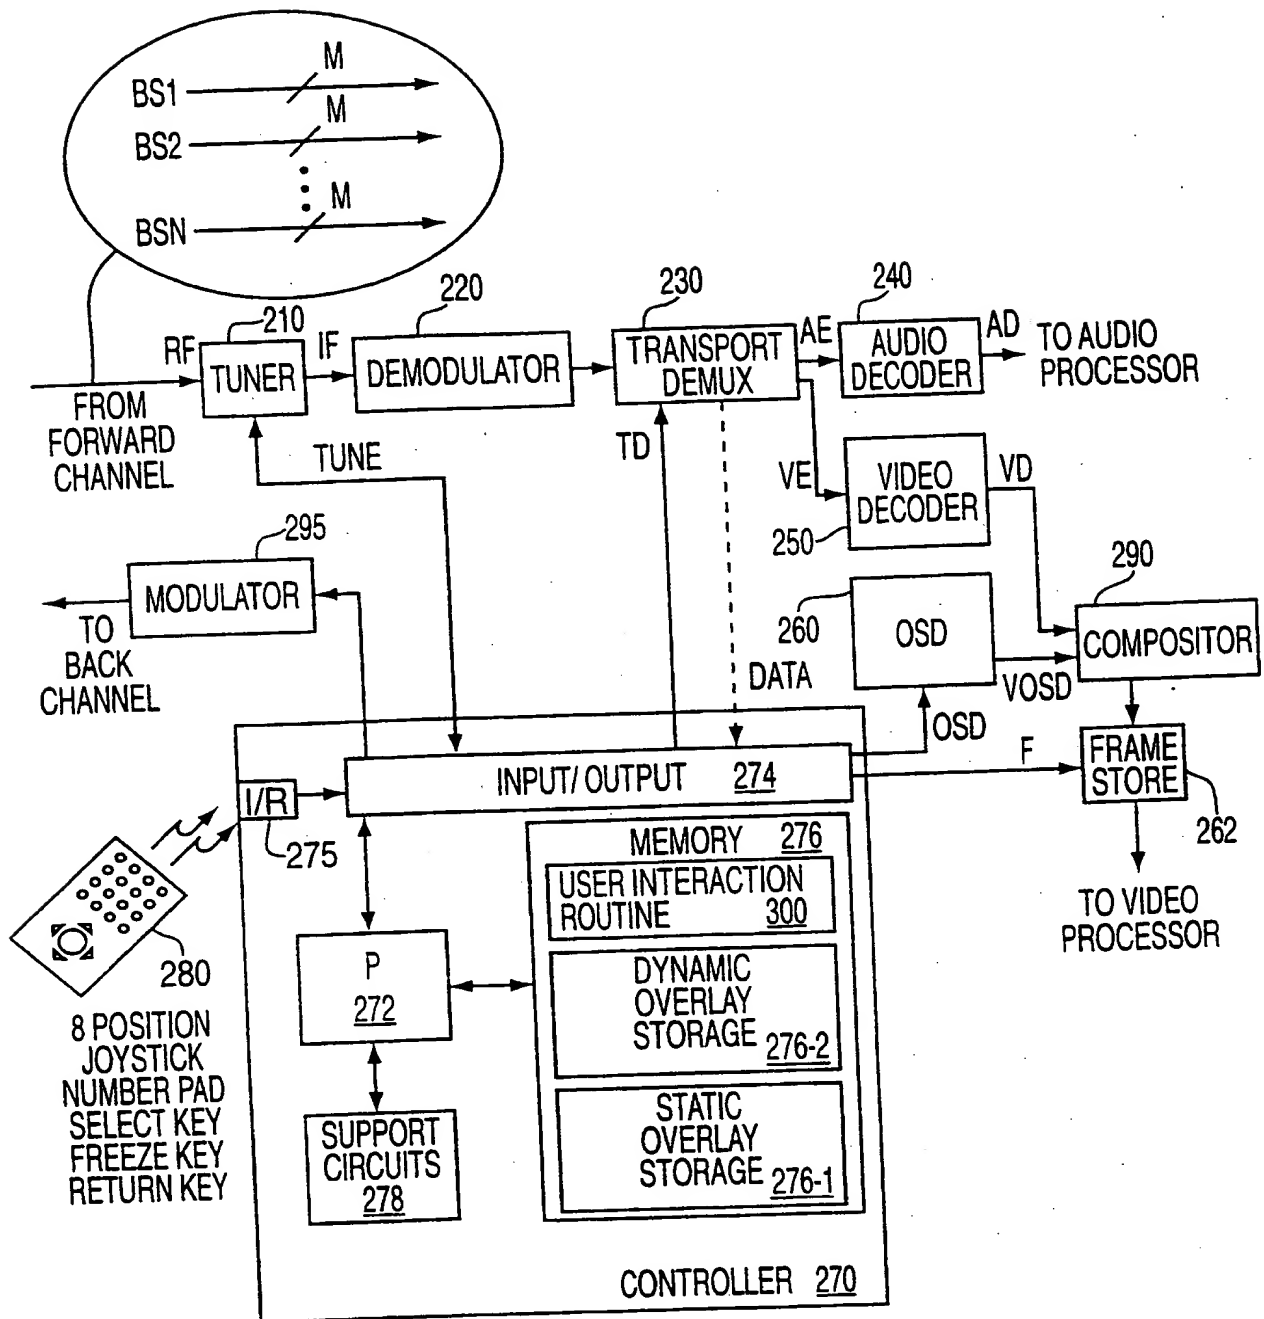 M
BS1
M
BS2
M
BSN
210
220
230
240
RF
TUNER
IF
DEMODULATOR
TRANSPORT
DEMUX
AE
AUDIO
DECODER
AD
TO AUDIO
PROCESSOR
FROM
FORWARD
CHANNEL
TUNE
TD
VE
VIDEO
DECODER
VD
250
295
MODULATOR
TO
BACK
CHANNEL
260
OSD
290
COMPOSITOR
DATA
VOSD
OSD
F
FRAME
STORE
262
TO VIDEO
PROCESSOR
INPUT/OUTPUT 274
I/R
275
280
8 POSITION
JOYSTICK
NUMBER PAD
SELECT KEY
FREEZE KEY
RETURN KEY
MEMORY 276
USER INTERACTION
ROUTINE 300
P
272
DYNAMIC
OVERLAY
STORAGE
276-2
SUPPORT
CIRCUITS
278
STATIC
OVERLAY
STORAGE
276-1
CONTROLLER 270